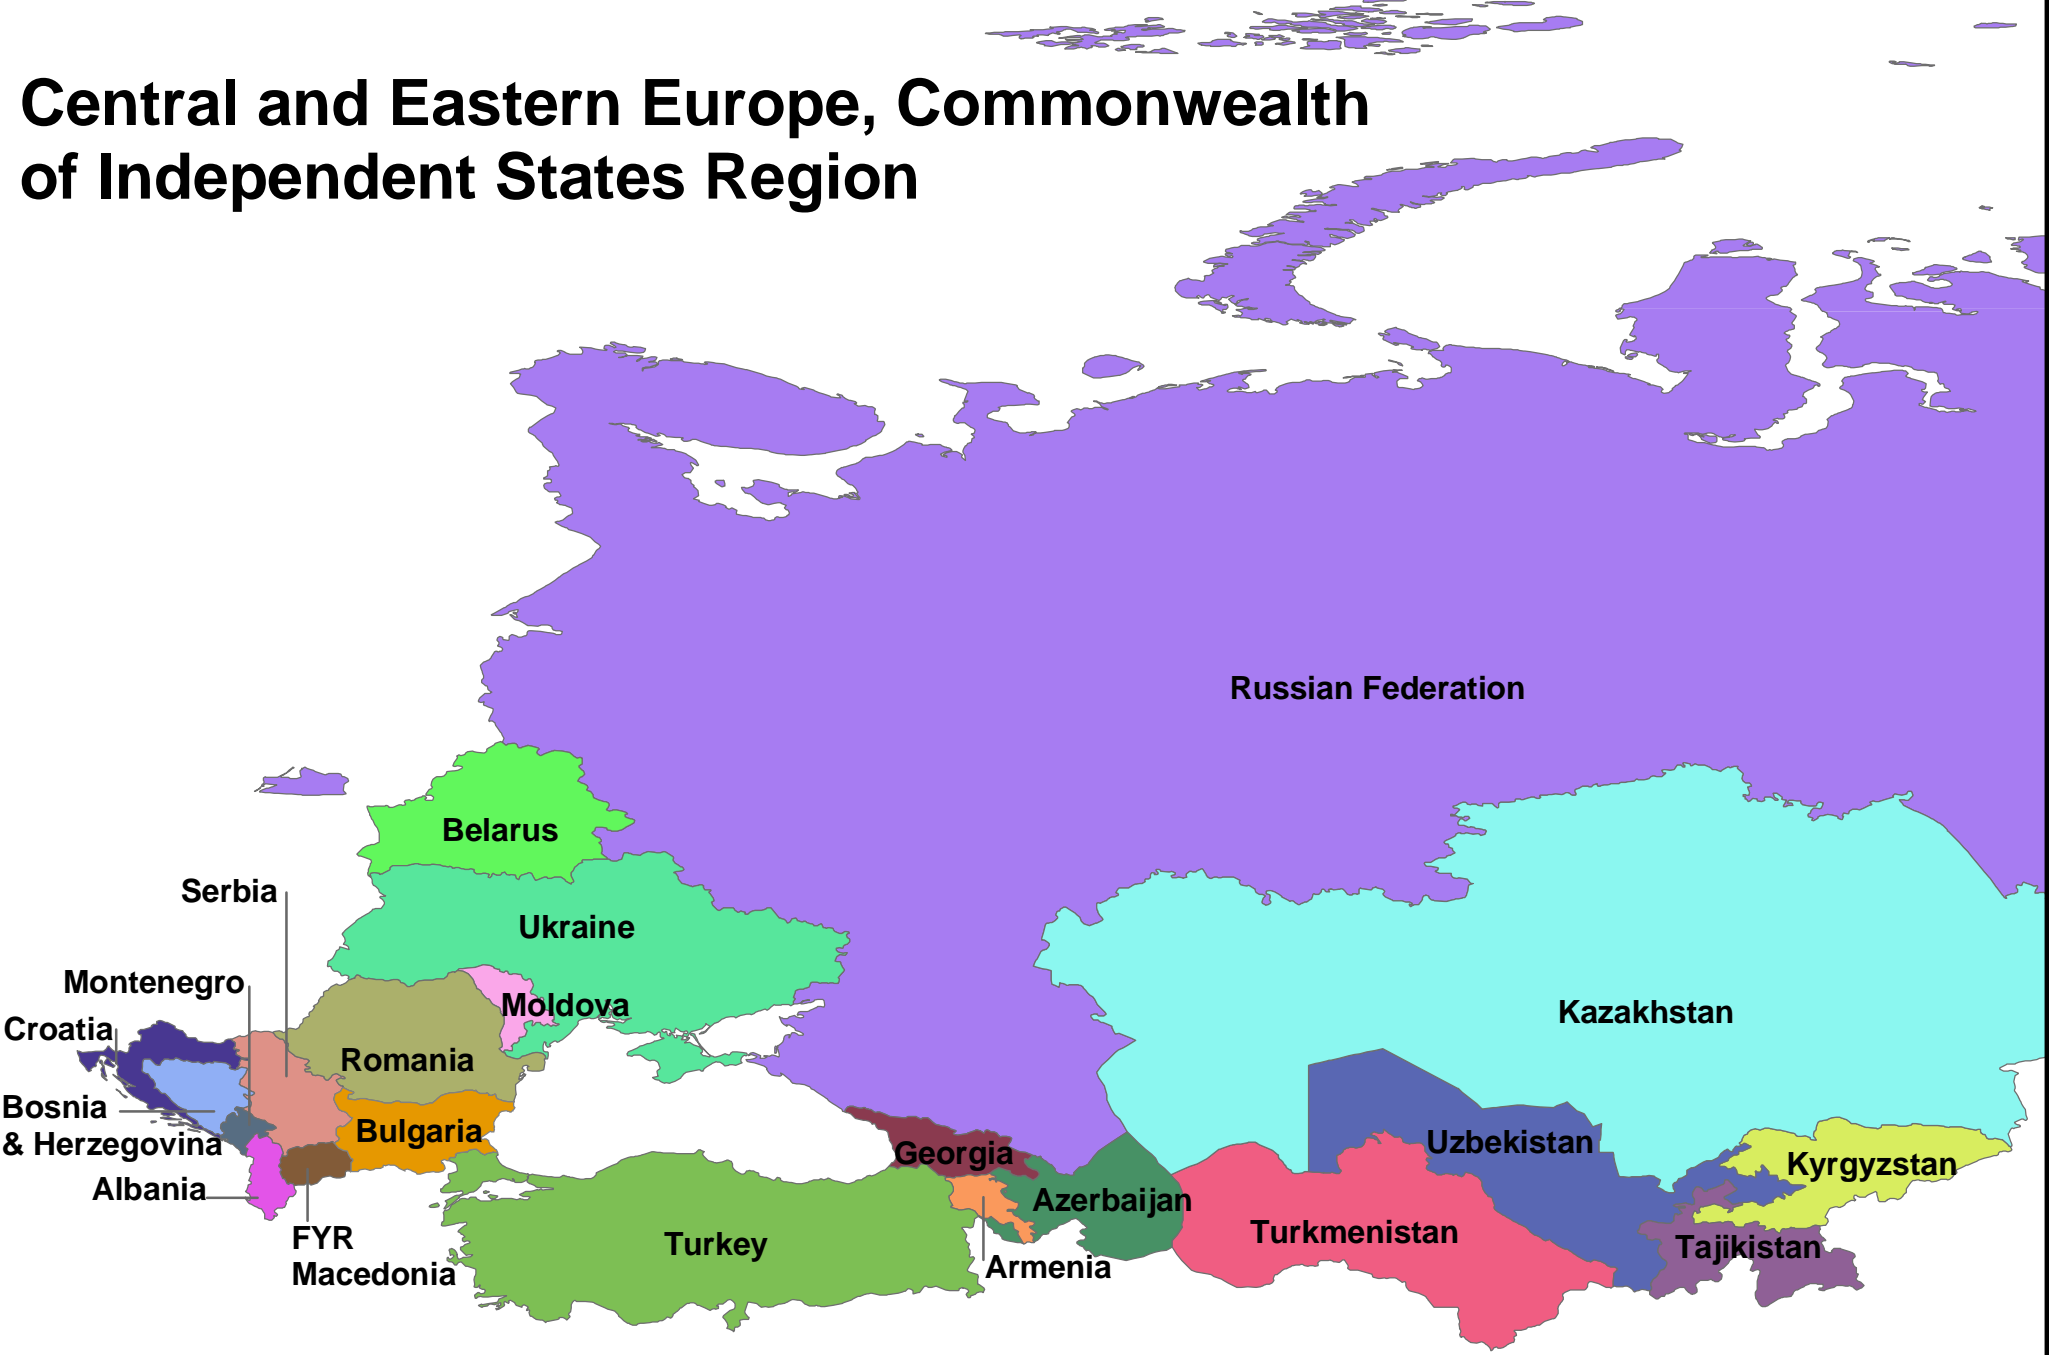 Central and Eastern Europe, Commonwealth
of Independent States Region
Russian Federation
Belarus
Serbia
Ukraine
Montenegro
Moldova
Kazakhstan
Croatia
Romania
Bosnia
& Herzegovina
Bulgaria
Georgia
Uzbekistan
Kyrgyzstan
Albania
Azerbaijan
FYR
Macedonia
Turkey
Armenia
Turkmenistan
Tajikistan